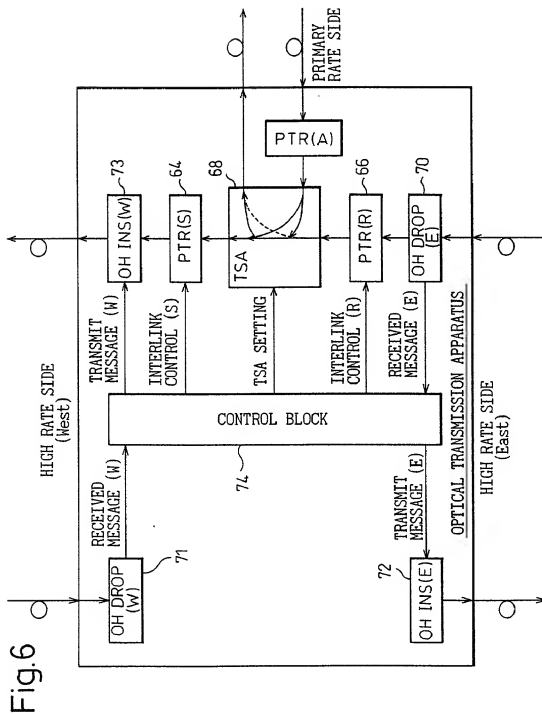 Fig.6
HIGH RATE SIDE
(West)
OH DROP
(W)
71
RECEIVED
MESSAGE (W)
74
CONTROL BLOCK
TRANSMIT
MESSAGE (W)
OH INS(W)
73
INTERLINK
CONTROL (S)
PTR(S)
64
TSA SETTING
TSA
68
PTR(A)
PRIMARY
RATE SIDE
INTERLINK
CONTROL (R)
PTR(R)
66
RECEIVED
MESSAGE (E)
OH DROP
(E)
70
TRANSMIT
MESSAGE (E)
72
OH INS(E)
OPTICAL TRANSMISSION APPARATUS
HIGH RATE SIDE
(East)